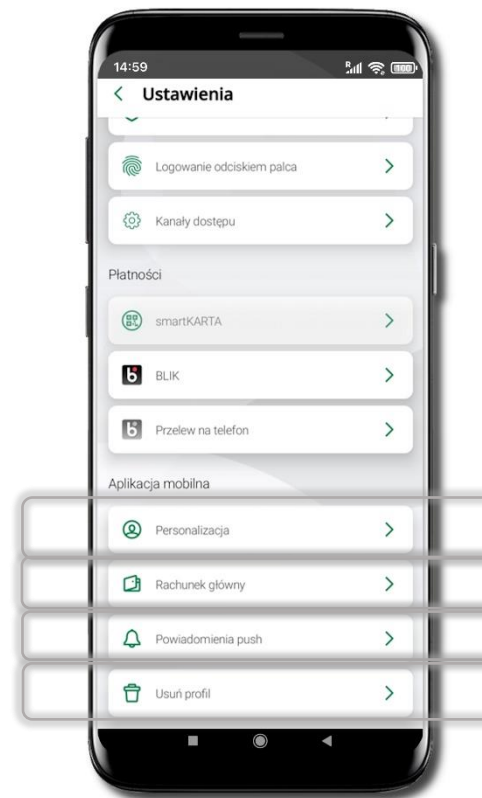 14:59
R
100
Ustawienia
Logowanie odciskiem palca
Kanały dostępu
Płatności
smartKARTA
BLIK
Przelew na telefon
Aplikacja mobilna
Personalizacja
Rachunek główny
Powiadomienia push
Usuń profil